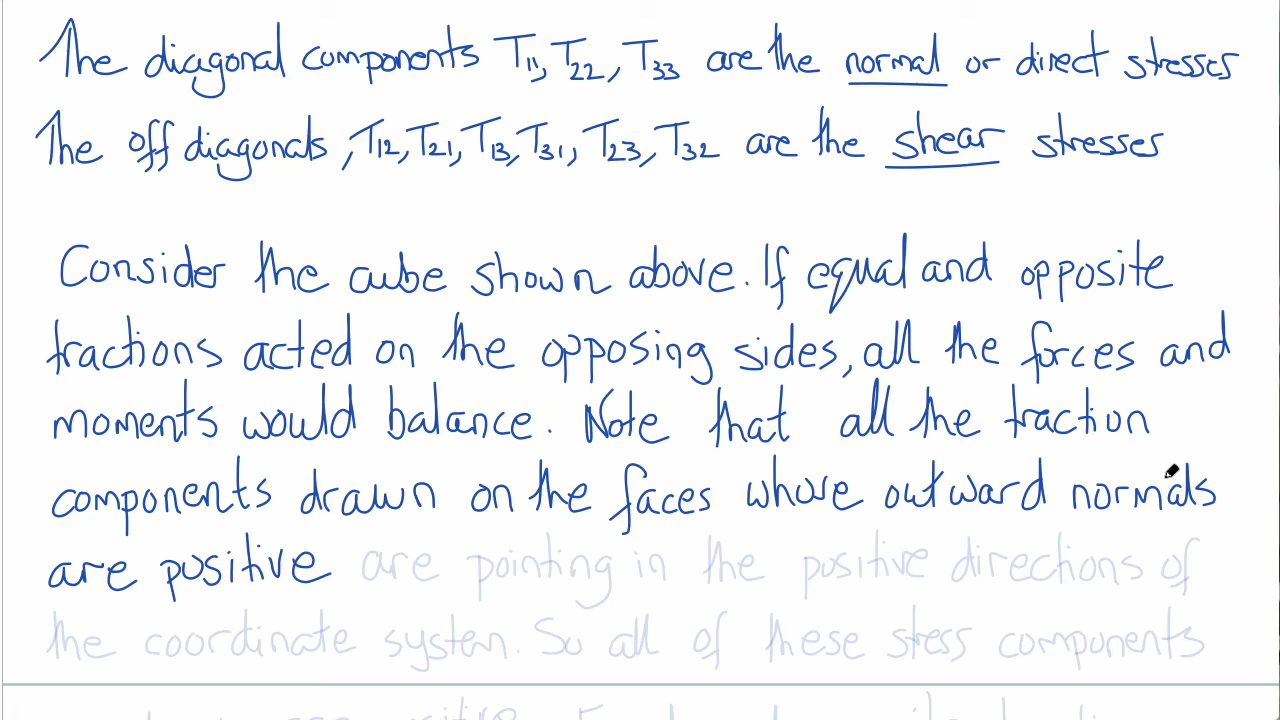 The diagonal components T11, T22, T33 are the normal or direct stresses
The off diagonals, T12, T21, T13, T31, T23, T32 are the shear stresses
Consider the cube shown above. If equal and opposite
tractions acted on the opposing sides, all the forces and
moments would balance. Note that all the traction
components drawn on the faces whose outward normals
are positive are pointing in the positive directions of
the coordinate system. So all of these stess components